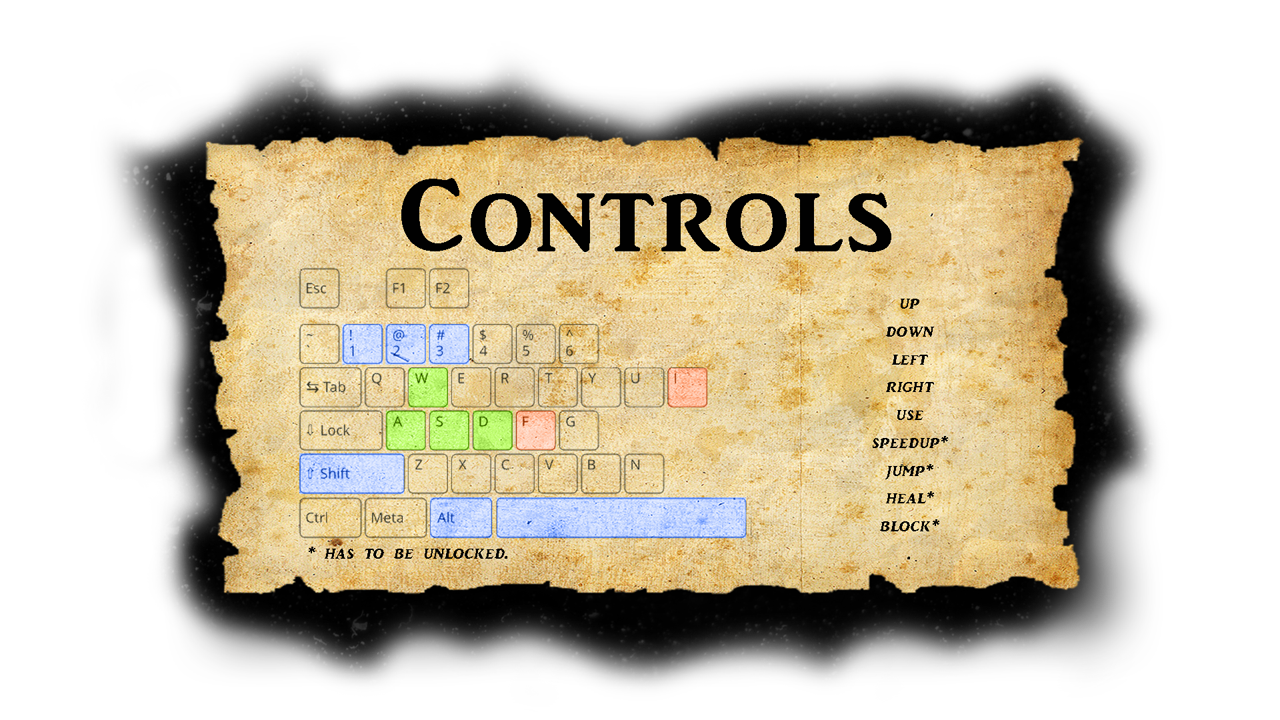 CONTROLS
Esc F1 F2
~ ! @ # $ % ^
` 1 2 3 4 5 6
⇆ Tab Q W E R T Y U I
⇩ Lock A S D F G
⇧ Shift Z X C V B N
Ctrl Meta Alt
* HAS TO BE UNLOCKED.
UP
DOWN
LEFT
RIGHT
USE
SPEEDUP*
JUMP*
HEAL*
BLOCK*